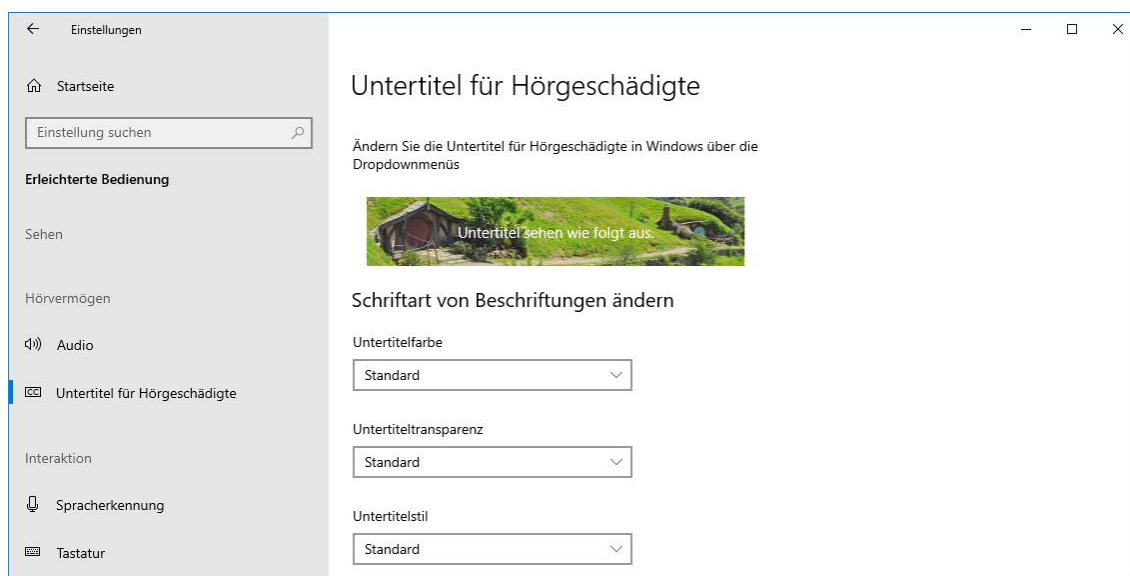 Einstellungen
Startseite
Einstellung suchen
Erleichterte Bedienung
Sehen
Hörvermögen
Audio
CC Untertitel für Hörgeschädigte
Interaktion
Spracherkennung
Tastatur
Untertitel für Hörgeschädigte
Ändern Sie die Untertitel für Hörgeschädigte in Windows über die
Dropdownmenüs
Untertitel sehen wie folgt aus.
Schriftart von Beschriftungen ändern
Untertitelfarbe
Standard
Untertiteltransparenz
Standard
Untertitelstil
Standard